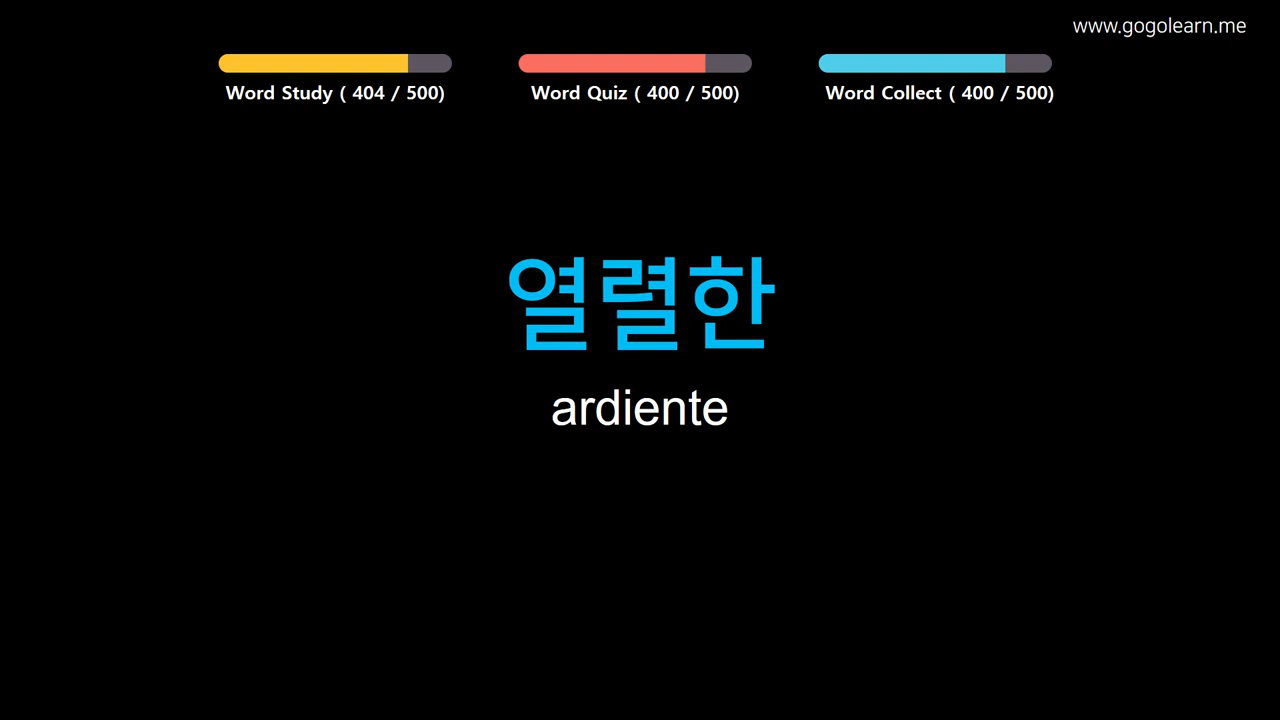 www.gogolearn.me
Word Study ( 404 / 500)
Word Quiz ( 400 / 500)
Word Collect ( 400 / 500)
열렬한
ardiente